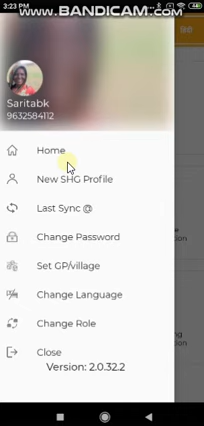 3:23 PM
www.BANDICAM.com
Saritabk
9632584112
Home
New SHG Profile
Last Sync @
Change Password
Set GP/village
Change Language
Change Role
Close
Version: 2.0.32.2